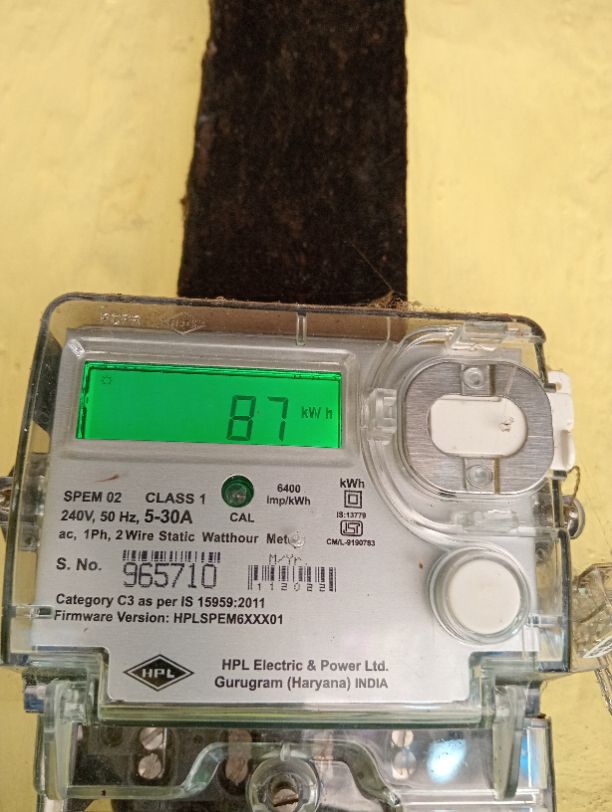 87 kWh
SPEM 02 CLASS 1
240V, 50 Hz, 5-30A
CAL
6400
imp/kWh
kWh
IS:13779
ISI
CM/L-9190783
ac, 1Ph, 2 Wire Static Watthour Meter
S. No. 965710
M/Yr.
Category C3 as per IS 15959:2011
Firmware Version: HPLSPEM6XXX01
HPL
HPL Electric & Power Ltd.
Gurugram (Haryana) INDIA